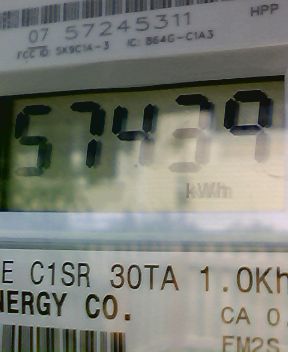 HPP
07 57245311
FCC ID: SK9C1A-3 IC: 864G-C1A3
57439
kWh
E C1SR 30TA 1.0Kh
NERGY CO.
CA 0.
FM2S